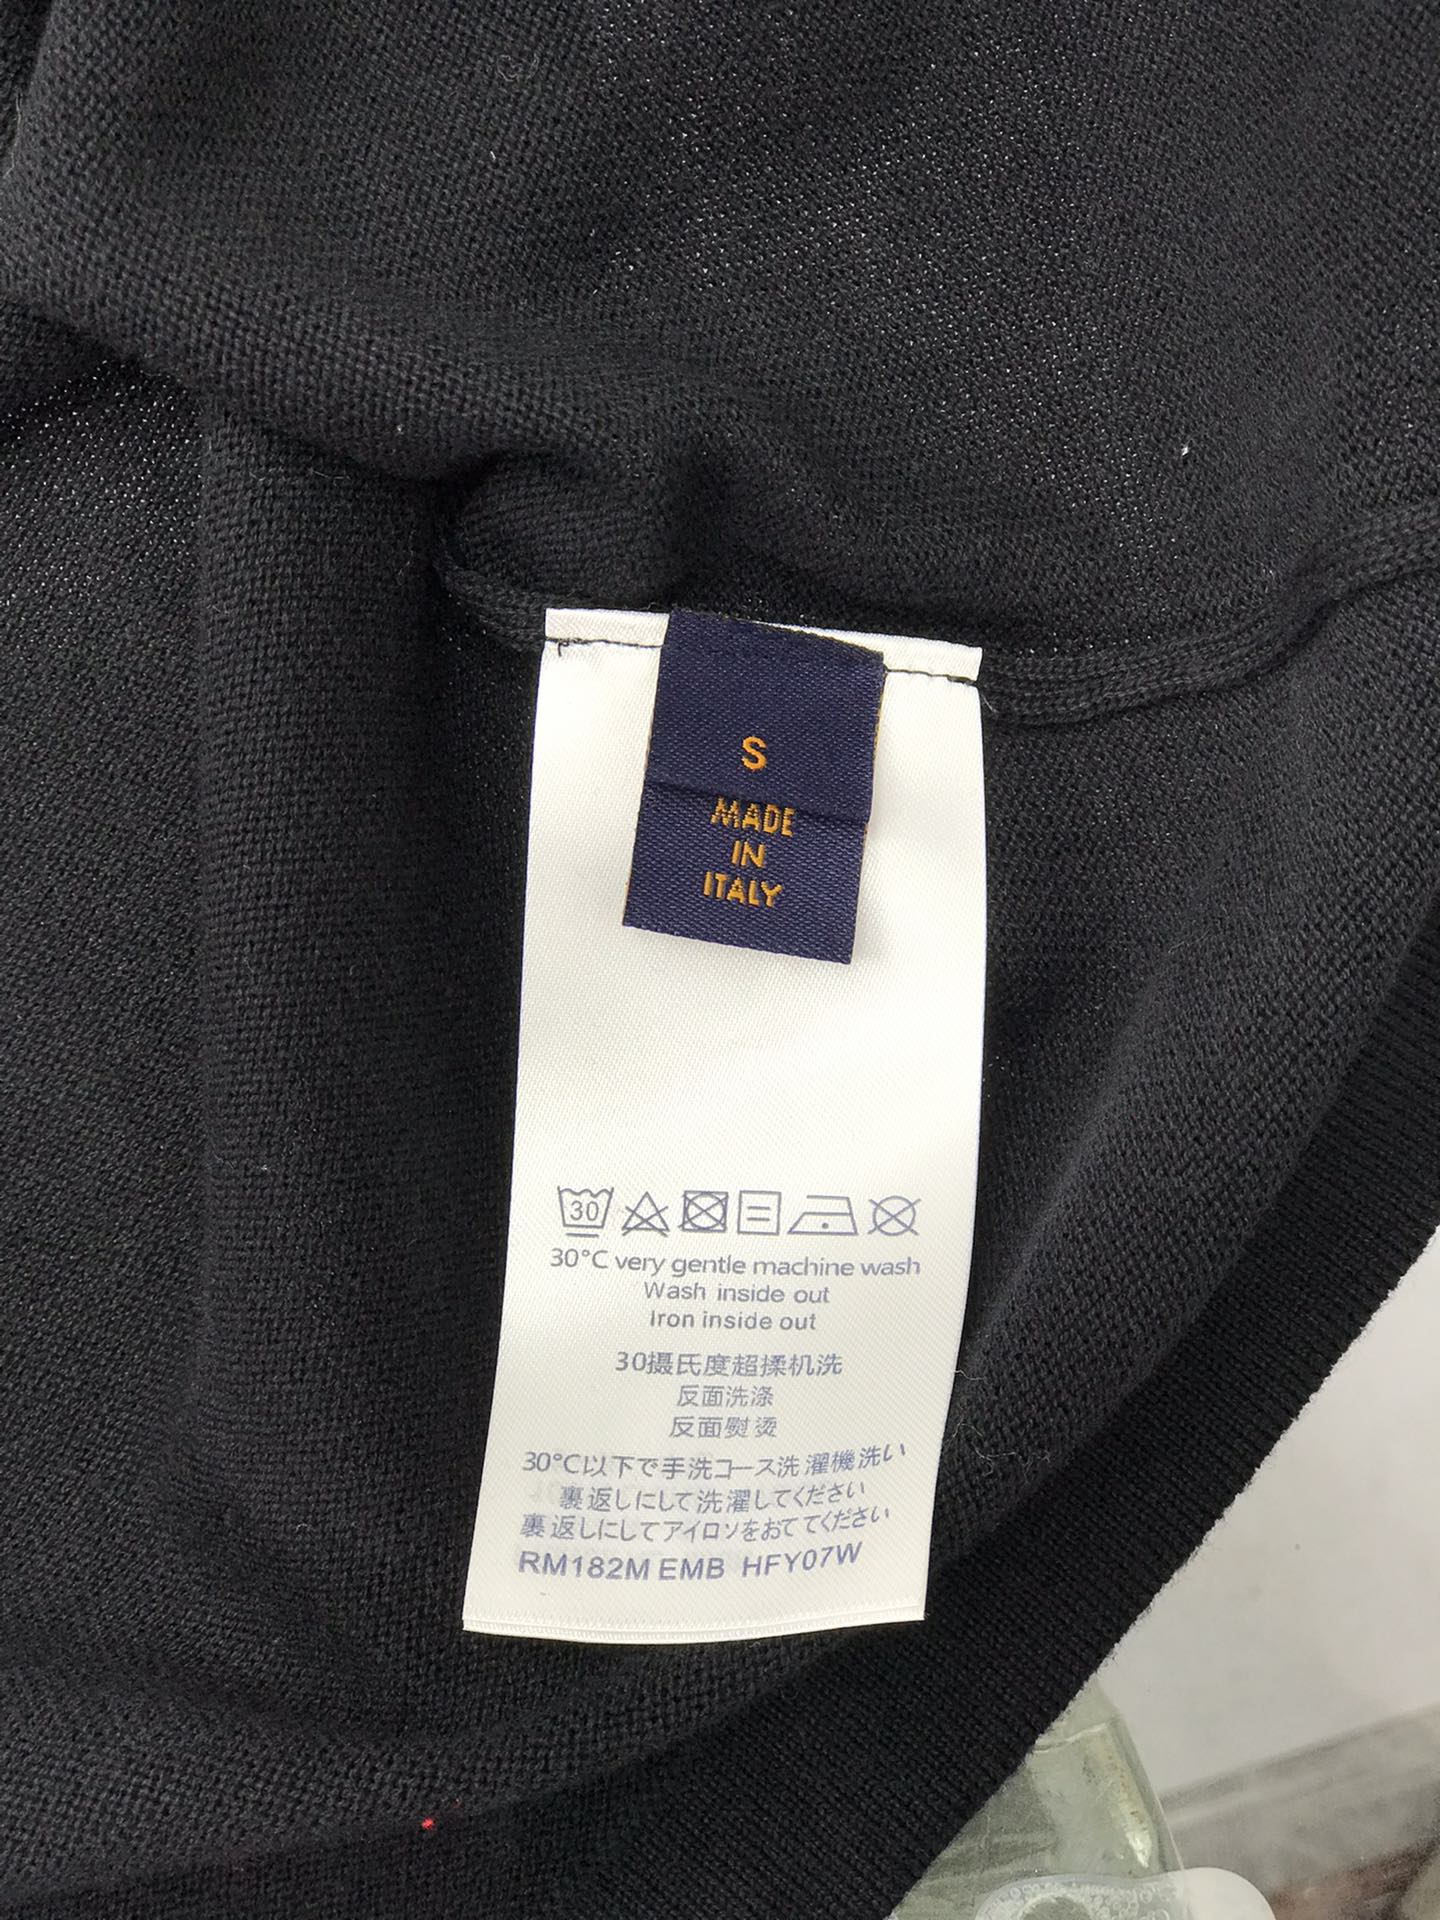 S
MADE
IN
ITALY
30
30°C very gentle machine wash
Wash inside out
Iron inside out
30摄氏度超揉机洗
反面洗涤
反面熨烫
30°C以下で手洗コース洗濯機洗い
裏返しにして洗濯してください
裏返しにしてアイロンをおててください
RM182M EMB HFY07W